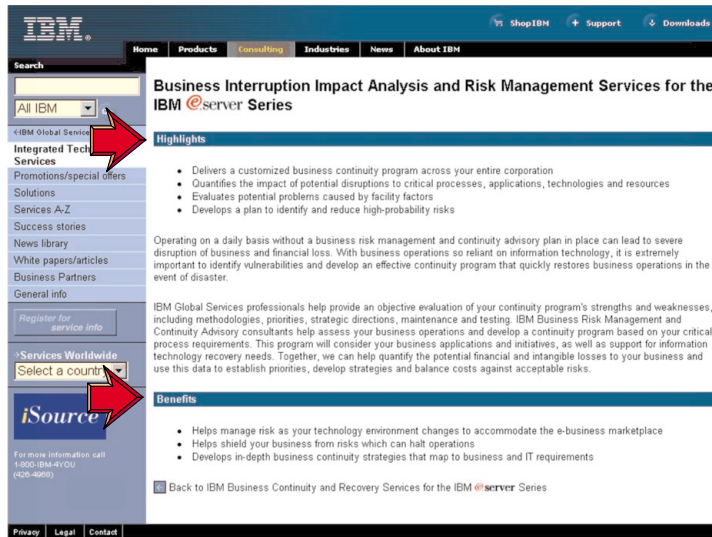 IBM®
ShopIBM + Support Downloads
Home Products Consulting Industries News About IBM
Search
All IBM
<IBM Global Service
Integrated Tech
Services
Promotions/special offers
Solutions
Services A-Z
Success stories
News library
White papers/articles
Business Partners
General info
Register for
service info
Services Worldwide
Select a country
iSource
For more information call
1-800-IBM-4YOU
(426-4968)
Business Interruption Impact Analysis and Risk Management Services for the
IBM @server Series
Highlights
• Delivers a customized business continuity program across your entire corporation
• Quantifies the impact of potential disruptions to critical processes, applications, technologies and resources
• Evaluates potential problems caused by facility factors
• Develops a plan to identify and reduce high-probability risks
Operating on a daily basis without a business risk management and continuity advisory plan in place can lead to severe
disruption of business and financial loss. With business operations so reliant on information technology, it is extremely
important to identify vulnerabilities and develop an effective continuity program that quickly restores business operations in the
event of disaster.
IBM Global Services professionals help provide an objective evaluation of your continuity program's strengths and weaknesses,
including methodologies, priorities, strategic directions, maintenance and testing. IBM Business Risk Management and
Continuity Advisory consultants help assess your business operations and develop a continuity program based on your critical
process requirements. This program will consider your business applications and initiatives, as well as support for information
technology recovery needs. Together, we can help quantify the potential financial and intangible losses to your business and
use this data to establish priorities, develop strategies and balance costs against acceptable risks.
Benefits
• Helps manage risk as your technology environment changes to accommodate the e-business marketplace
• Helps shield your business from risks which can halt operations
• Develops in-depth business continuity strategies that map to business and IT requirements
Back to IBM Business Continuity and Recovery Services for the IBM @server Series
Privacy Legal Contact